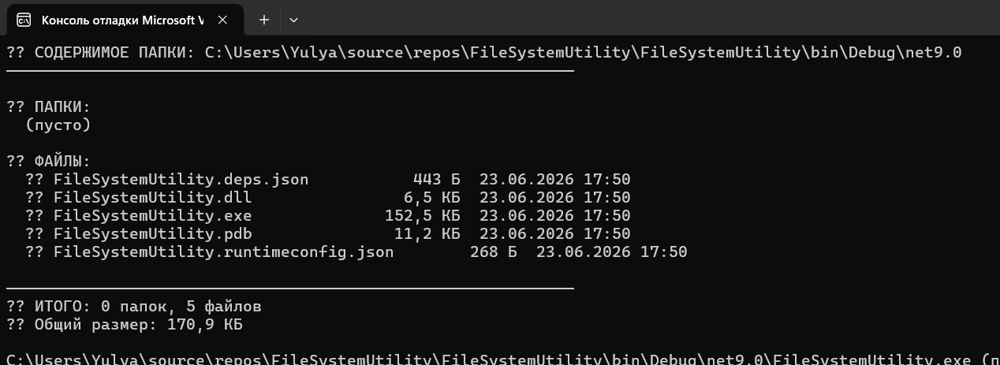 Консоль отладки Microsoft V
?? СОДЕРЖИМОЕ ПАПКИ: C:\Users\Yulya\source\repos\FileSystemUtility\FileSystemUtility\bin\Debug\net9.0
?? ПАПКИ:
(пусто)
?? ФАЙЛЫ:
?? FileSystemUtility.deps.json 443 Б 23.06.2026 17:50
?? FileSystemUtility.dll 6,5 КБ 23.06.2026 17:50
?? FileSystemUtility.exe 152,5 КБ 23.06.2026 17:50
?? FileSystemUtility.pdb 11,2 КБ 23.06.2026 17:50
?? FileSystemUtility.runtimeconfig.json 268 Б 23.06.2026 17:50
?? ИТОГО: 0 папок, 5 файлов
?? Общий размер: 170,9 КБ
C:\Users\Yulya\source\repos\FileSystemUtility\FileSystemUtility\bin\Debug\net9.0\FileSystemUtility.exe (п